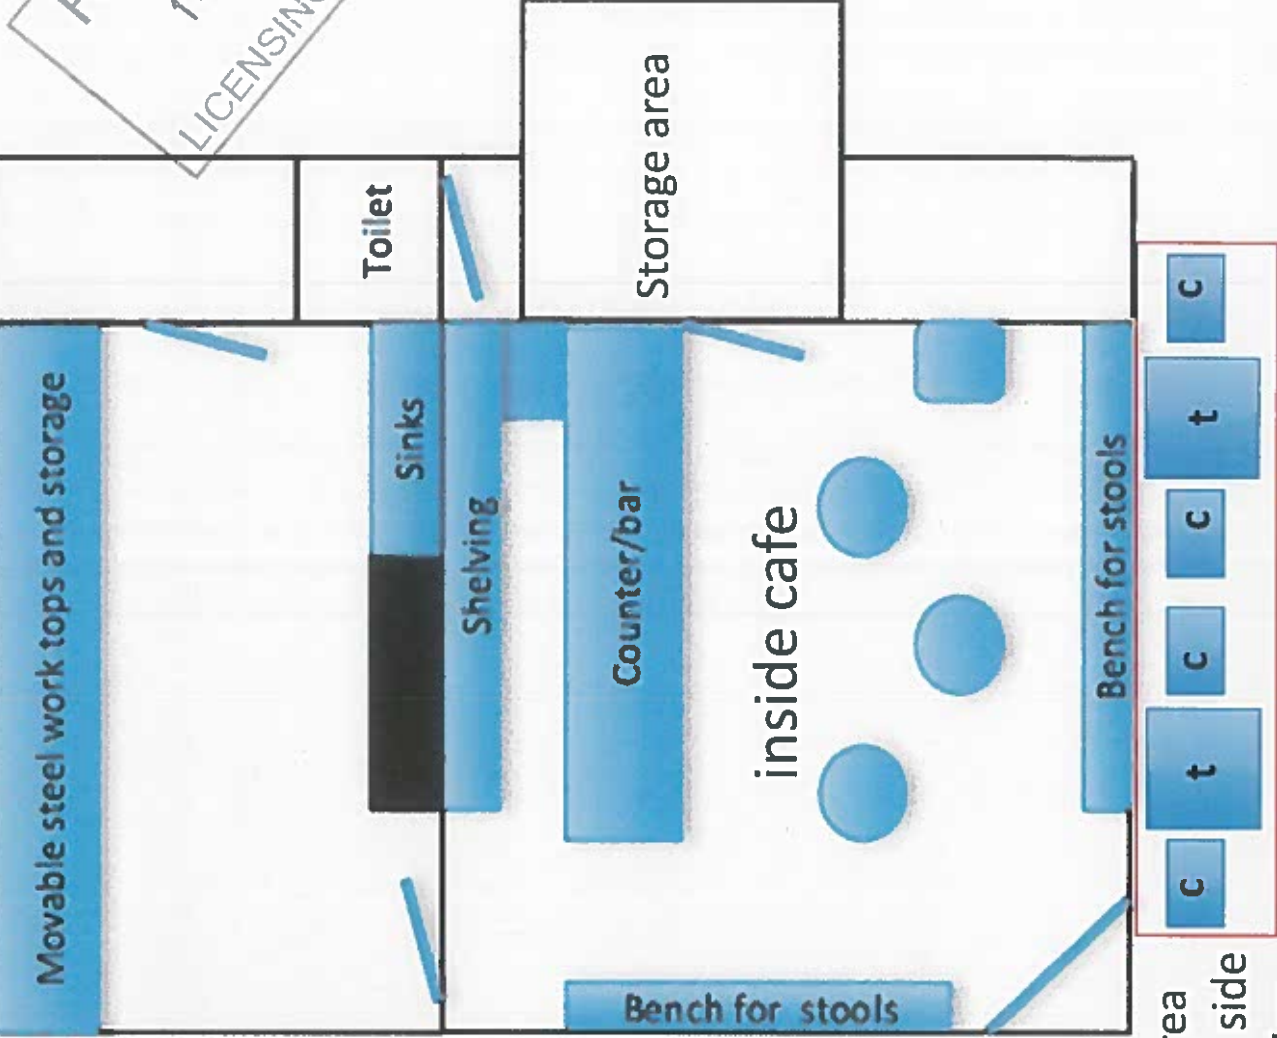 LICENSING
Movable steel work tops and storage
Toilet
Sinks
Shelving
Storage area
Counter/bar
inside cafe
Bench for stools
Bench for stools
c
t
c
c
t
c
side